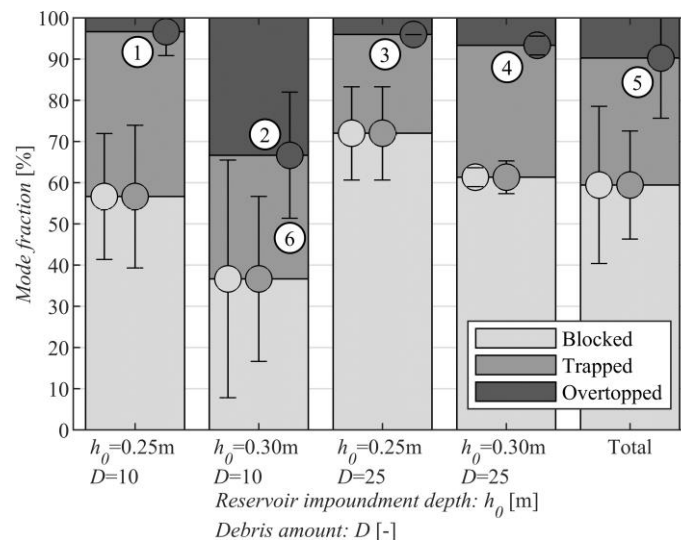 100
90
80
70
60
50
40
30
20
10
0
Mode fraction [%]
1
2
3
4
5
6
Blocked
Trapped
Overtopped
h0=0.25m
D=10
h0=0.30m
D=10
h0=0.25m
D=25
h0=0.30m
D=25
Total
Reservoir impoundment depth: h0 [m]
Debris amount: D [-]